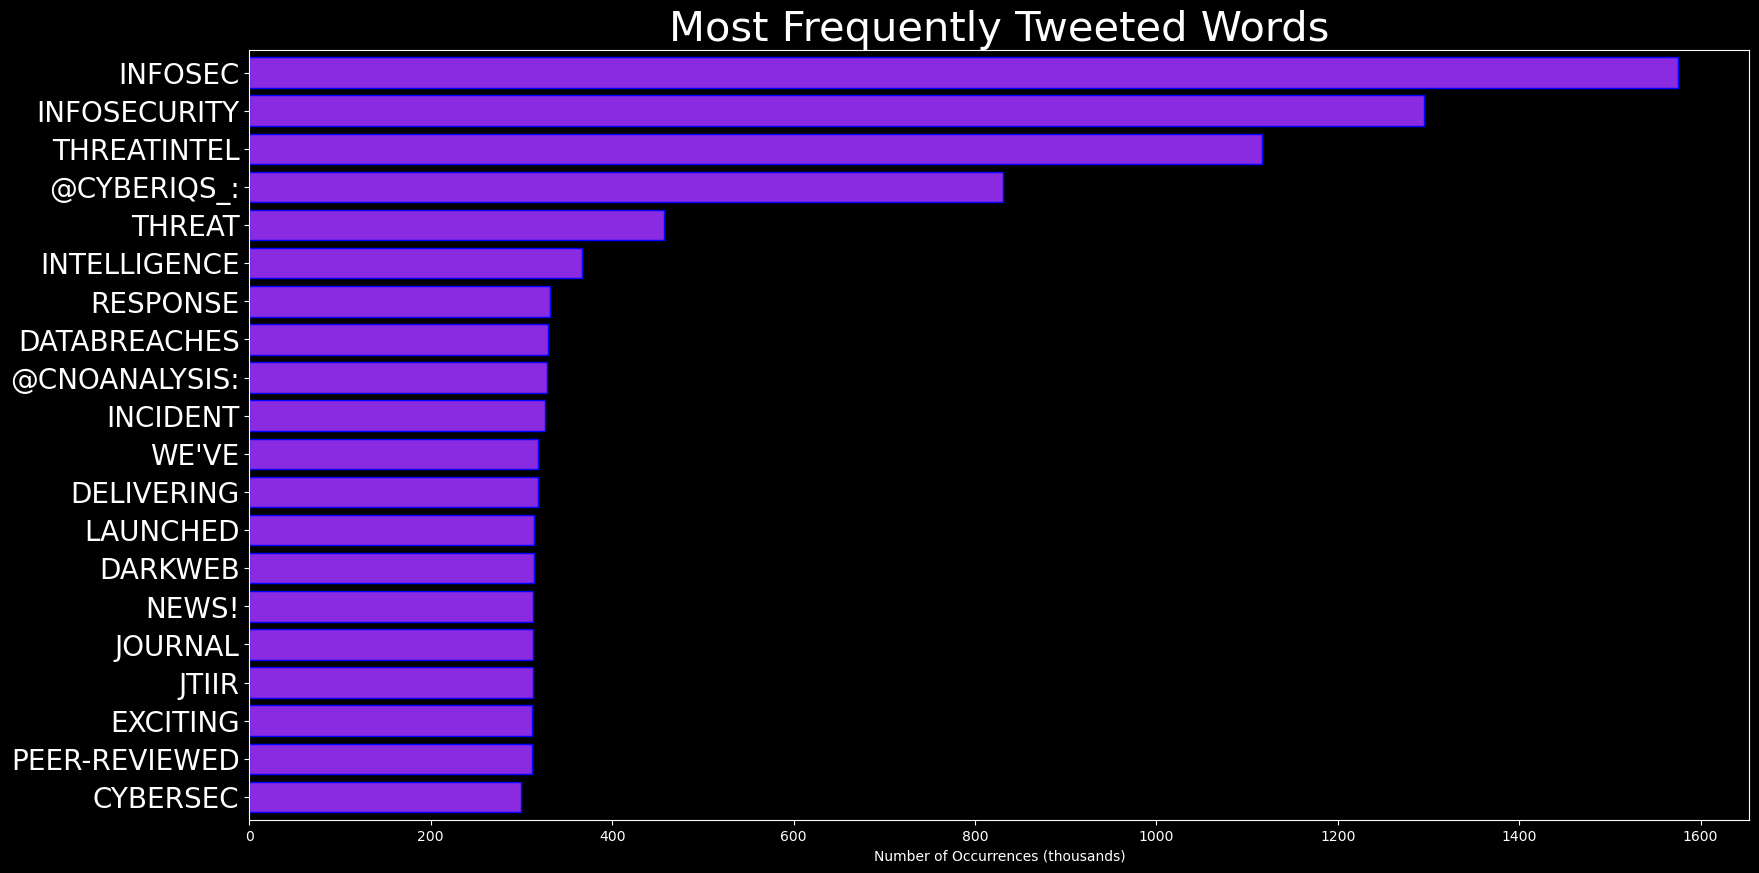 Most Frequently Tweeted Words
INFOSEC
INFOSECURITY
THREATINTEL
@CYBERIQS_:
THREAT
INTELLIGENCE
RESPONSE
DATABREACHES
@CNOANALYSIS:
INCIDENT
WE'VE
DELIVERING
LAUNCHED
DARKWEB
NEWS!
JOURNAL
JTIIR
EXCITING
PEER-REVIEWED
CYBERSEC
0 200 400 600 800 1000 1200 1400 1600
Number of Occurrences (thousands)